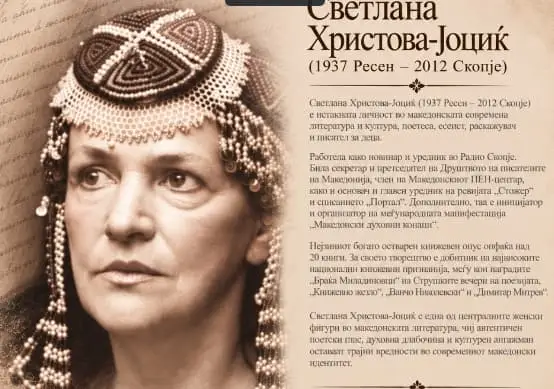 Светлана
Христова-Јоциќ
(1937 Ресен – 2012 Скопје)
Светлана Христова-Јоциќ (1937 Ресен – 2012 Скопје)
е истакната личност во македонската современа
литература и култура, поетеса, есеист, раскажувач
и писател за деца.
Работела како новинар и уредник во Радио Скопје.
Била секретар и претседател на Друштвото на писателите
на Македонија, член на Македонскиот ПЕН-центар,
како и основач и главен уредник на ревијата „Стожер“
и списанието „Портал“. Дополнително, таа е иницијатор
и организатор на меѓународната манифестација
„Македонски духовни конаци“.
Нејзиниот богато остварен книжевен опус опфаќа над
20 книги. За своето творештво е добитник на највисоките
национални книжевни признанија, меѓу кои наградите
„Браќа Миладиновци“ на Струшките вечери на поезијата,
„Книжевно жезло“, „Ванчо Николески“ и „Димитар Митрев“.
Светлана Христова-Јоциќ е една од централните женски
фигури во македонската литература, чиј автентичен
поетски глас, духовна длабочина и културен ангажман
оставаат трајни вредности во современиот македонски
идентитет.